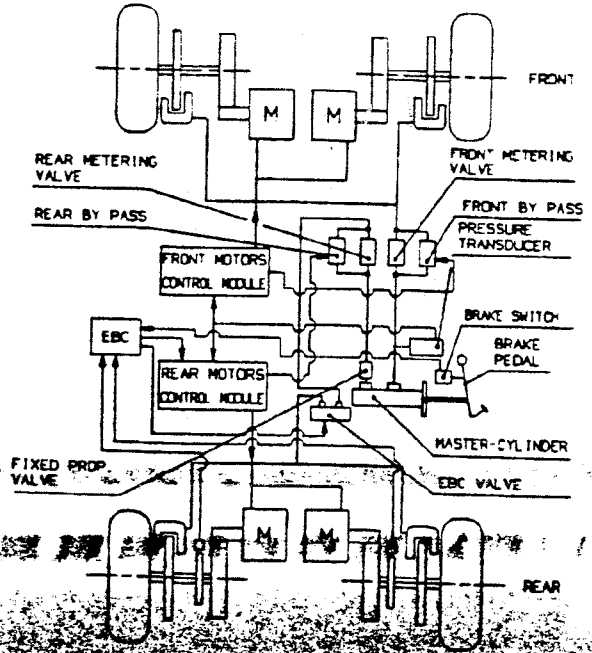 FRONT
M
M
REAR METERING
VALVE
FRONT METERING
VALVE
REAR BY PASS
FRONT BY PASS
PRESSURE
TRANSDUCER
FRONT MOTORS
CONTROL MODULE
BRAKE SWITCH
EBC
BRAKE
PEDAL
REAR MOTORS
CONTROL MODULE
MASTER-CYLINDER
FIXED PROP.
VALVE
EBC VALVE
M
M
REAR